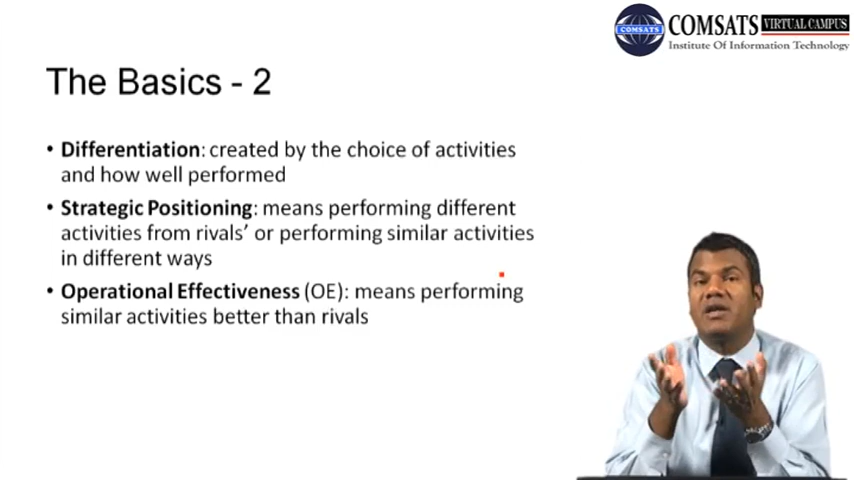 COMSATS
COMSATS VIRTUAL CAMPUS
Institute Of Information Technology
The Basics - 2
• Differentiation: created by the choice of activities
and how well performed
• Strategic Positioning: means performing different
activities from rivals' or performing similar activities
in different ways
• Operational Effectiveness (OE): means performing
similar activities better than rivals